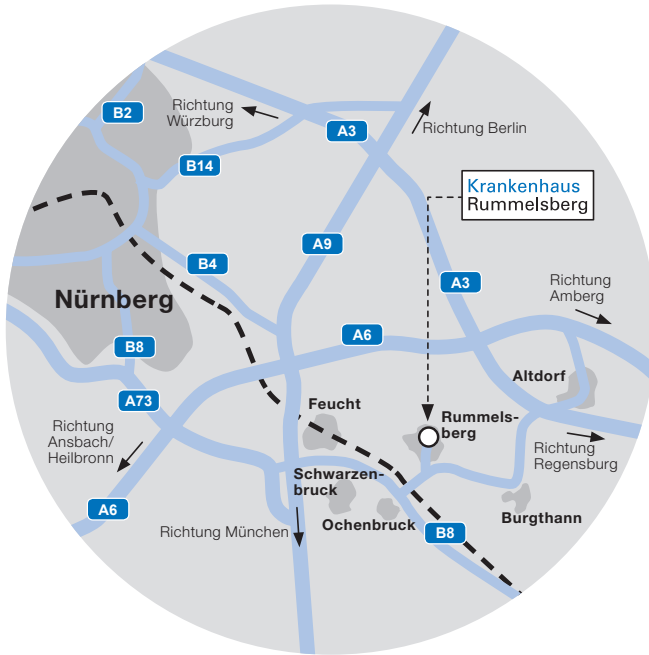 B2
Richtung
Würzburg
A3
Richtung Berlin
B14
Krankenhaus
Rummelsberg
B4
A9
A3
Richtung
Amberg
Nürnberg
A6
B8
Altdorf
A73
Feucht
Rummels-
berg
Richtung
Ansbach/
Heilbronn
Richtung
Regensburg
Schwarzen-
bruck
A6
Richtung München
Ochenbruck
B8
Burgthann